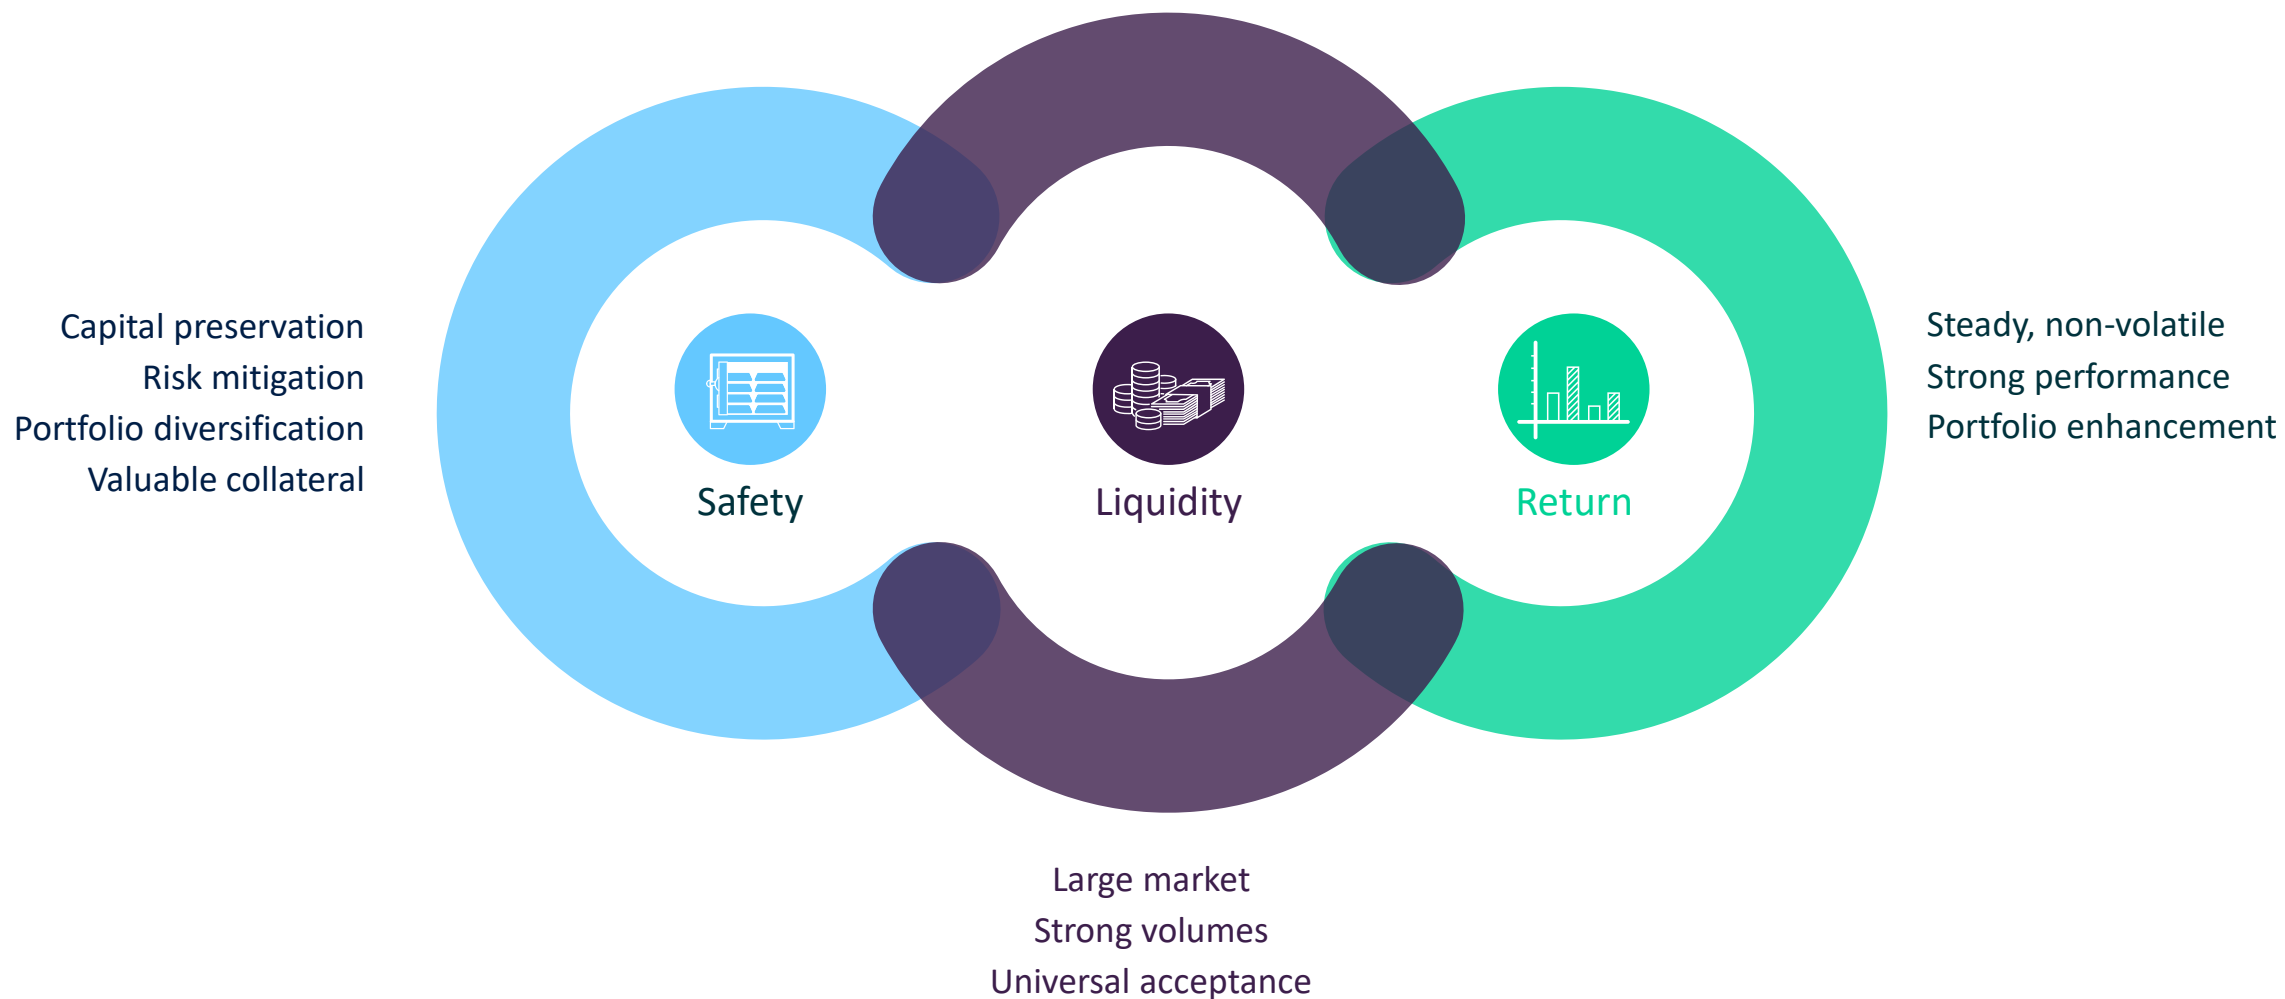 Capital preservation
Risk mitigation
Portfolio diversification
Valuable collateral
Safety
Liquidity
Return
Steady, non-volatile
Strong performance
Portfolio enhancement
Large market
Strong volumes
Universal acceptance